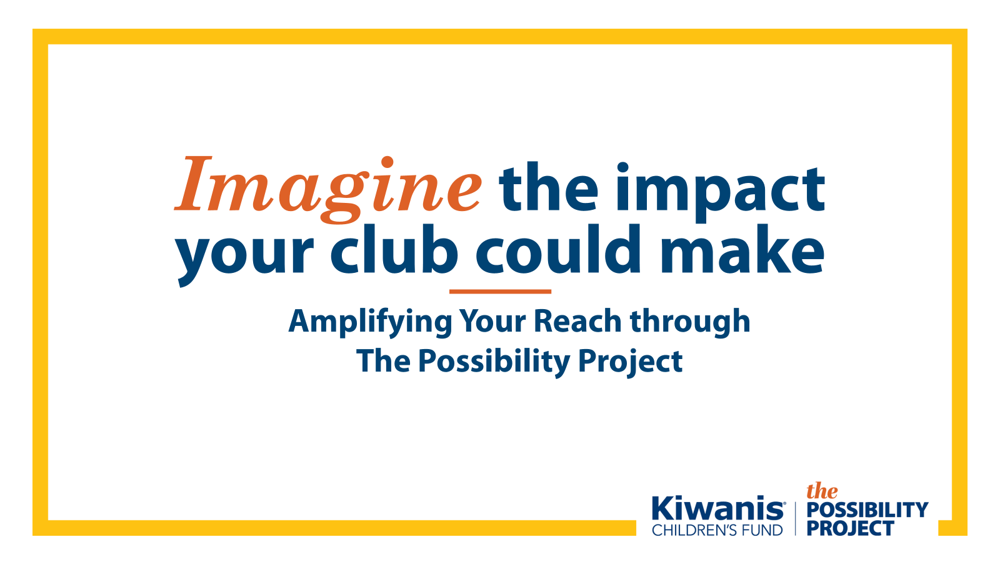 Imagine the impact
your club could make
Amplifying Your Reach through
The Possibility Project
Kiwanis®
CHILDREN'S FUND
the
POSSIBILITY
PROJECT